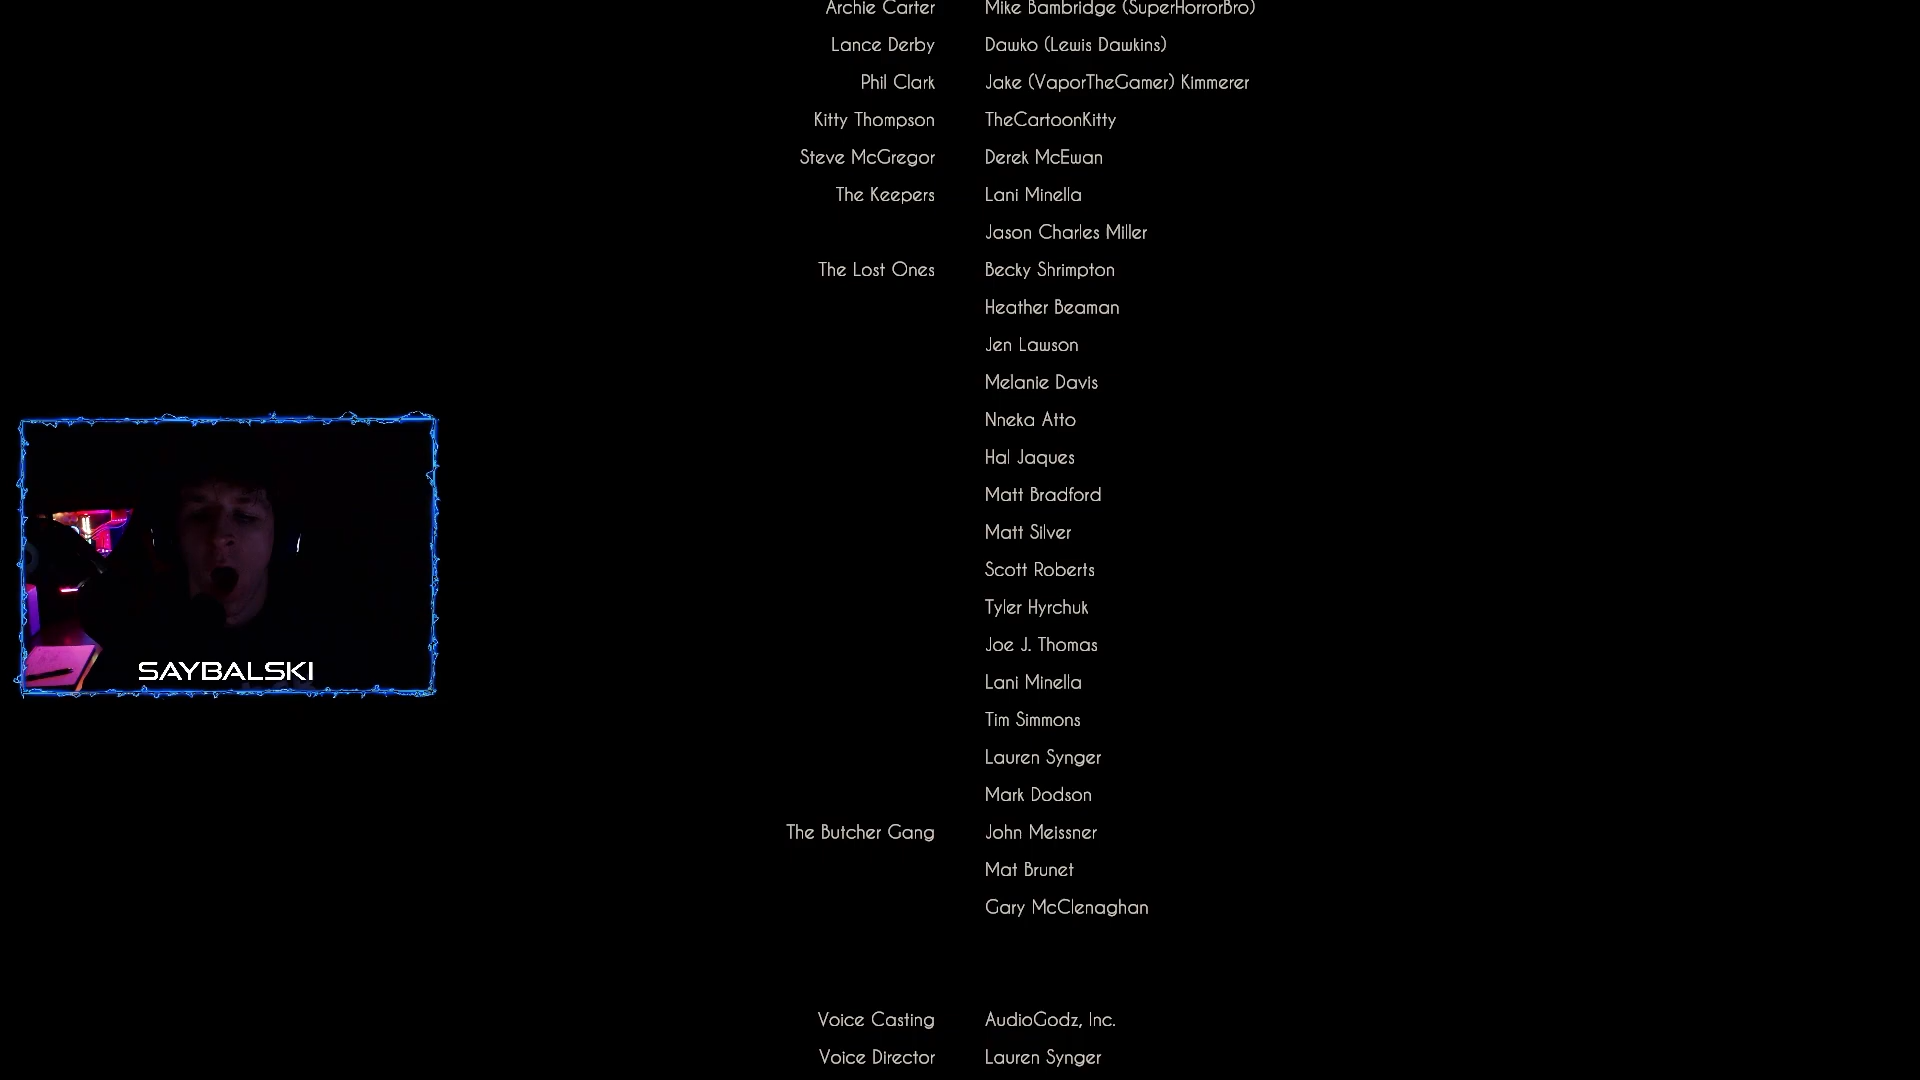 Archie Carter Mike Bambridge (SuperHorrorBro)
Lance Derby Dawko (Lewis Dawkins)
Phil Clark Jake (VaporTheGamer) Kimmerer
Kitty Thompson TheCartoonKitty
Steve McGregor Derek McEwan
The Keepers Lani Minella
Jason Charles Miller
The Lost Ones Becky Shrimpton
Heather Beaman
Jen Lawson
Melanie Davis
Nneka Atto
Hal Jaques
Matt Bradford
Matt Silver
Scott Roberts
Tyler Hyrchuk
Joe J. Thomas
Lani Minella
Tim Simmons
Lauren Synger
Mark Dodson
The Butcher Gang John Meissner
Mat Brunet
Gary McClenaghan
Voice Casting AudioGodz, Inc.
Voice Director Lauren Synger
SAYBALSKI